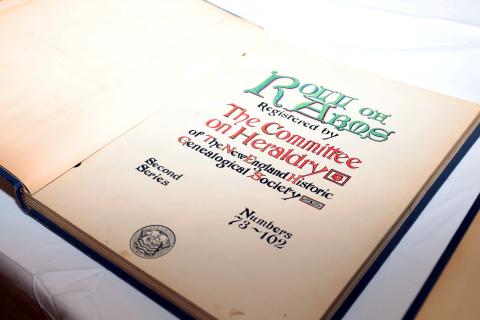 Roll of
Arms
Registered by
The Committee
on Heraldry
of The New England Historic
Genealogical Society
Second
Series
Numbers
73~102